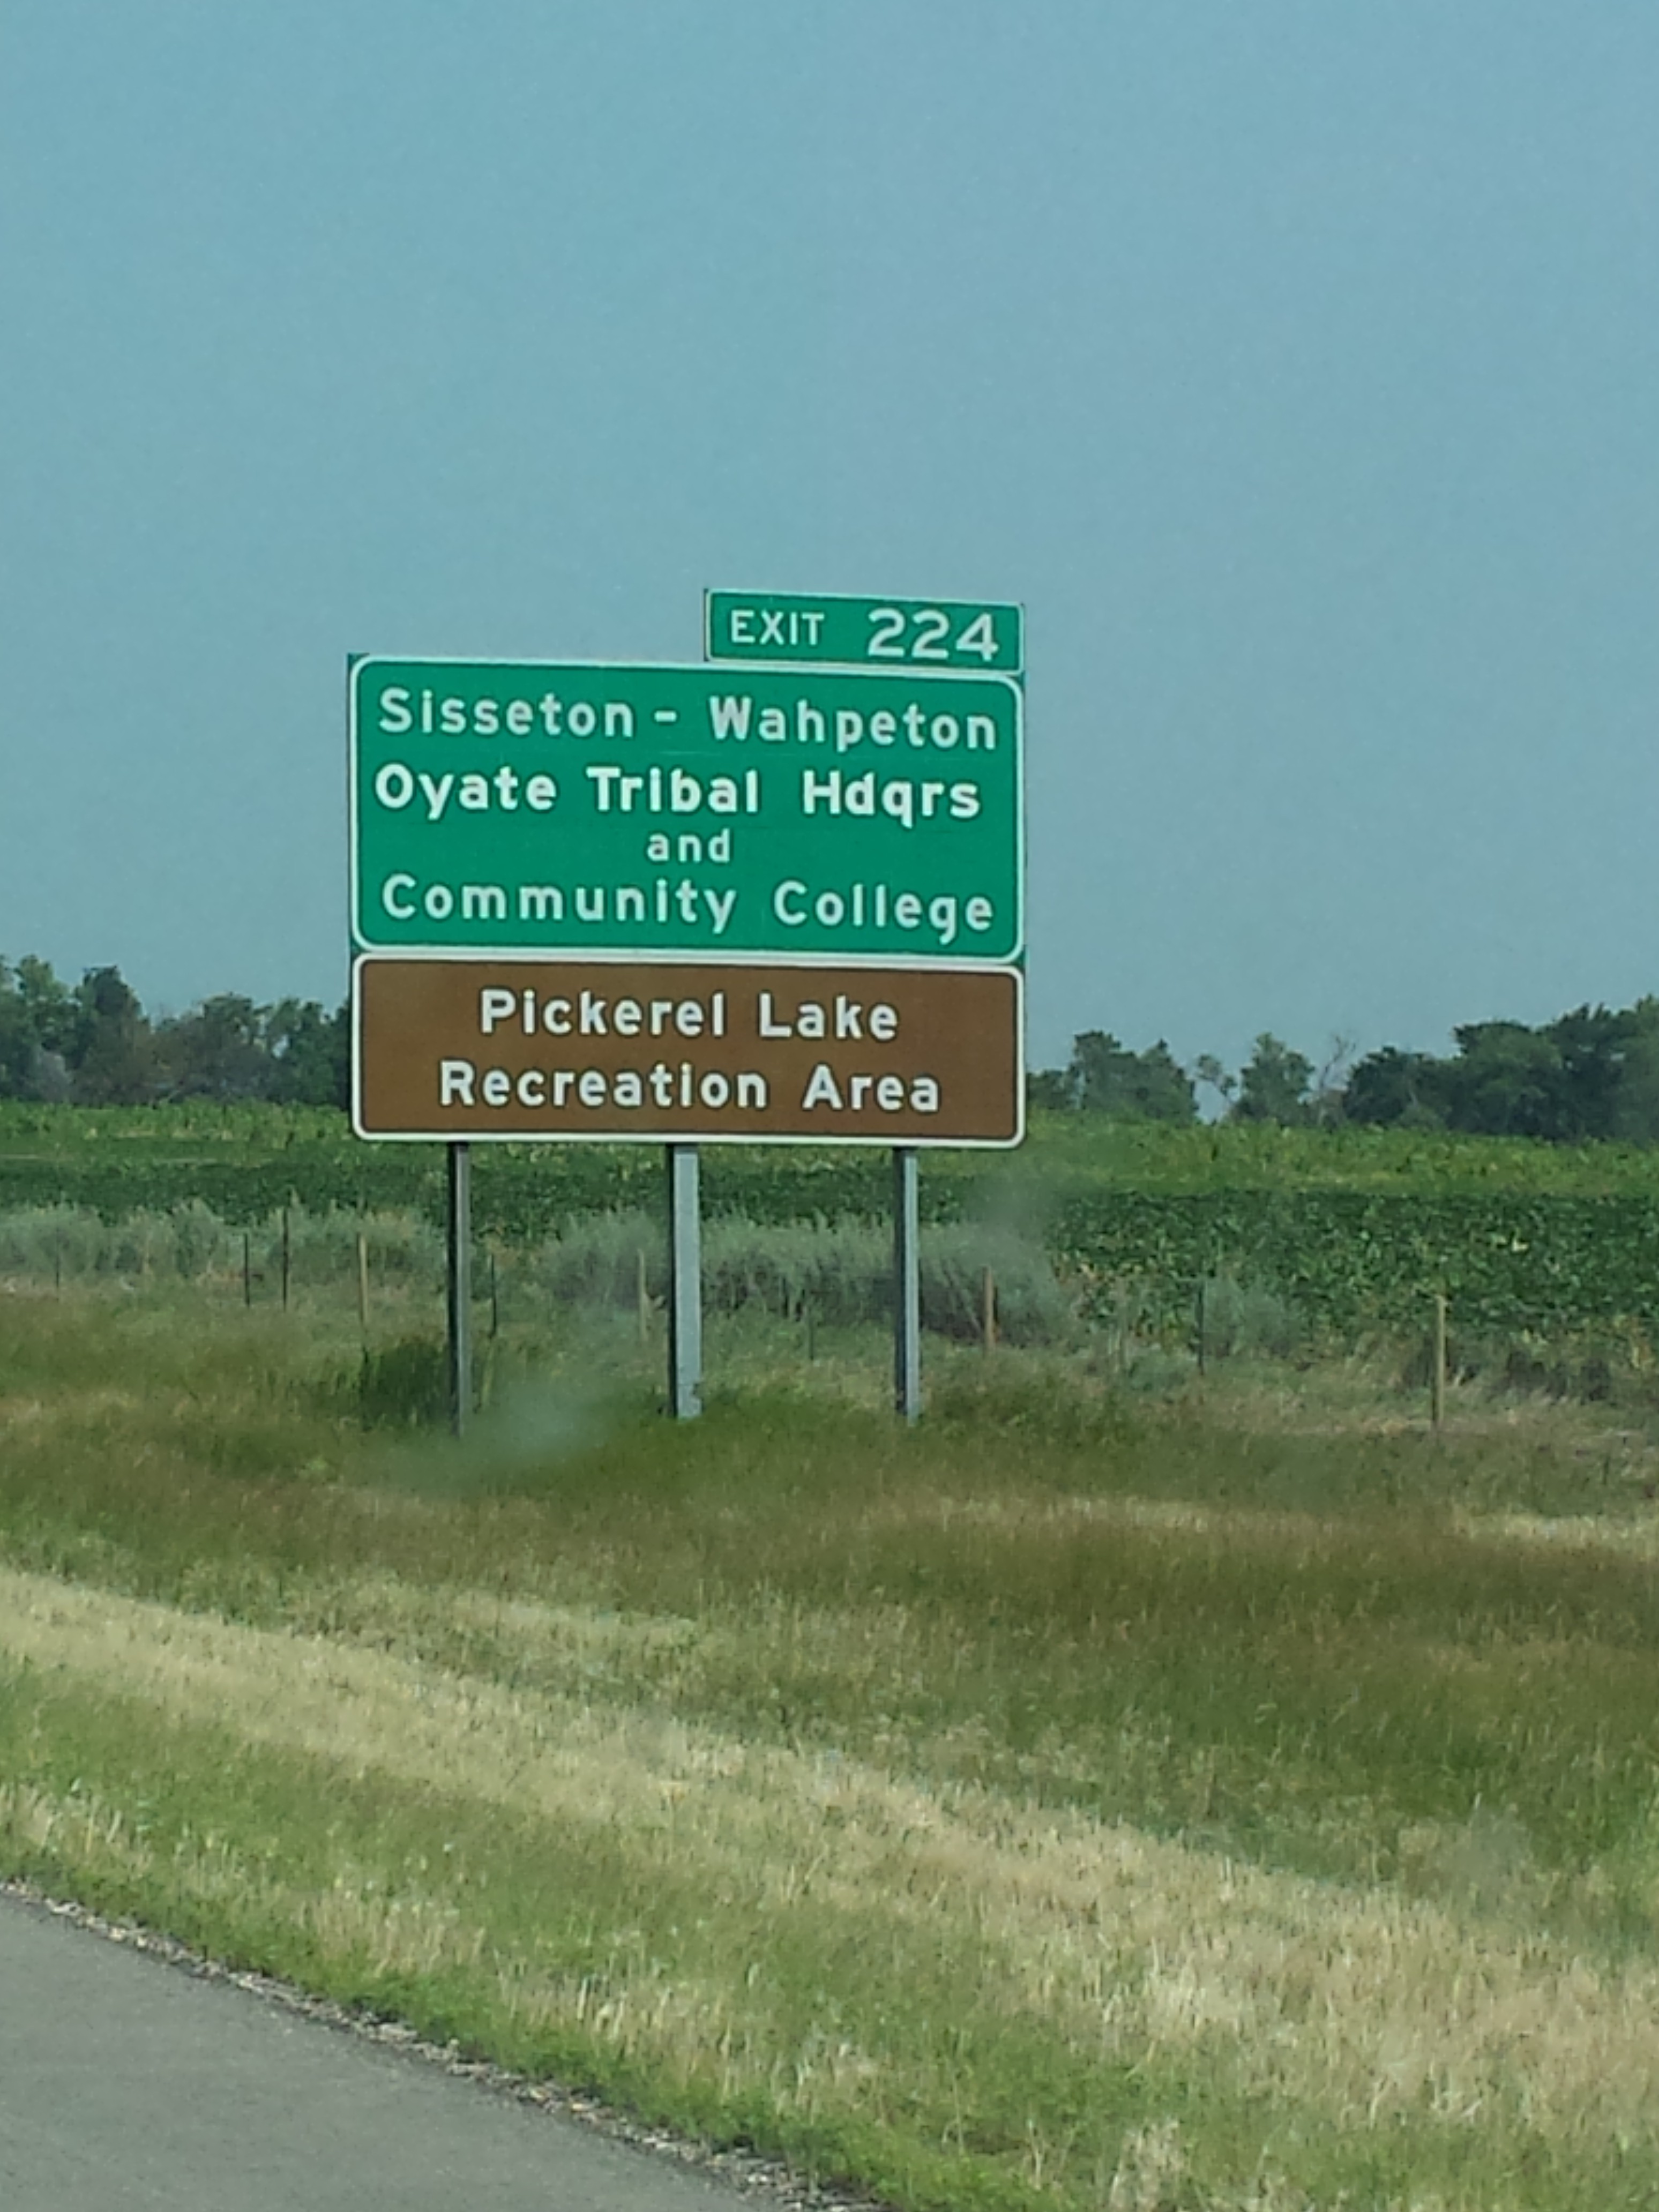 EXIT 224
Sisseton - Wahpeton
Oyate Tribal Hdqrs
and
Community College
Pickerel Lake
Recreation Area